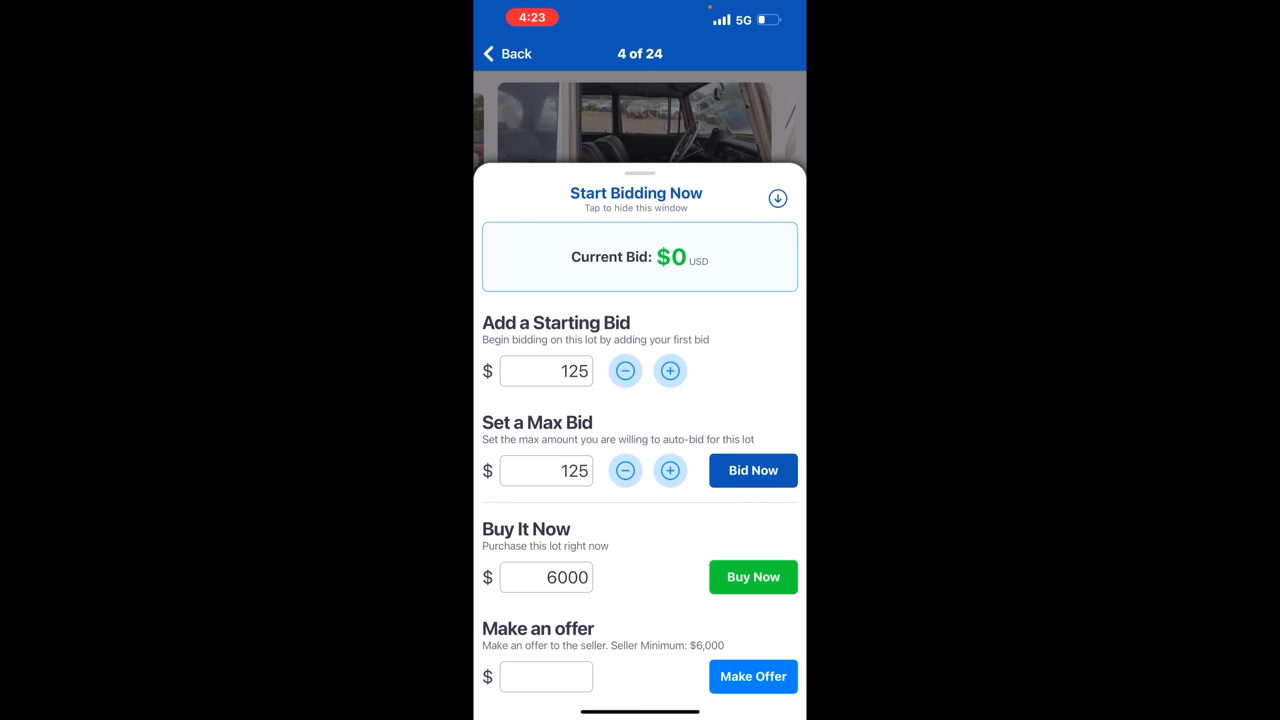 4:23
5G
Back
4 of 24
Start Bidding Now
Tap to hide this window
Current Bid: $0 USD
Add a Starting Bid
Begin bidding on this lot by adding your first bid
$ 125
Set a Max Bid
Set the max amount you are willing to auto-bid for this lot
$ 125 Bid Now
Buy It Now
Purchase this lot right now
$ 6000 Buy Now
Make an offer
Make an offer to the seller. Seller Minimum: $6,000
$ Make Offer